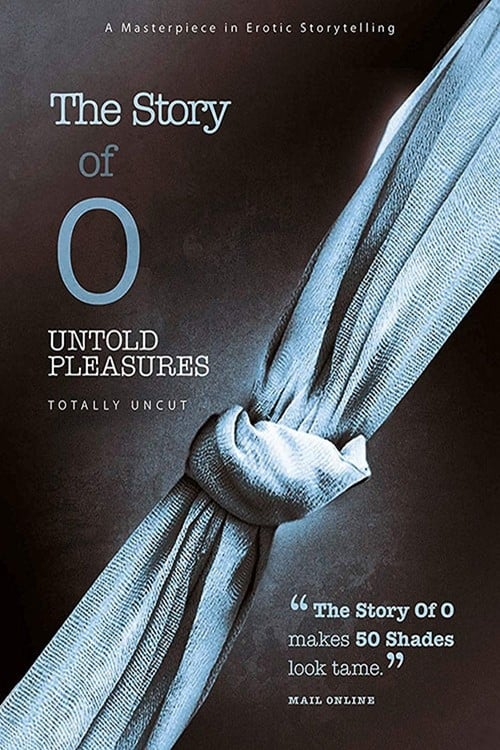 A Masterpiece in Erotic Storytelling
The Story
of
O
UNTOLD
PLEASURES
TOTALLY UNCUT
“The Story Of O
makes 50 Shades
look tame.”
MAIL ONLINE